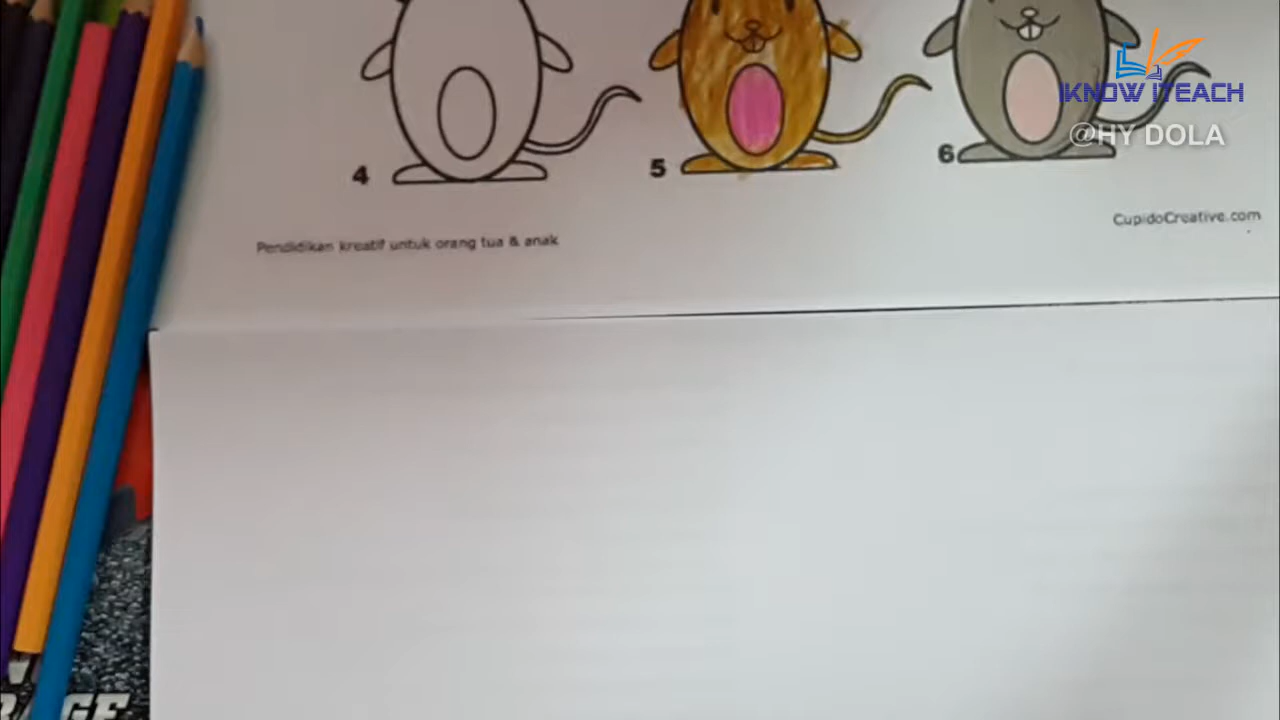 IKNOW ITEACH
@HY DOLA
4
5
6
CupidoCreative.com
Pendidikan kreatif untuk orang tua & anak